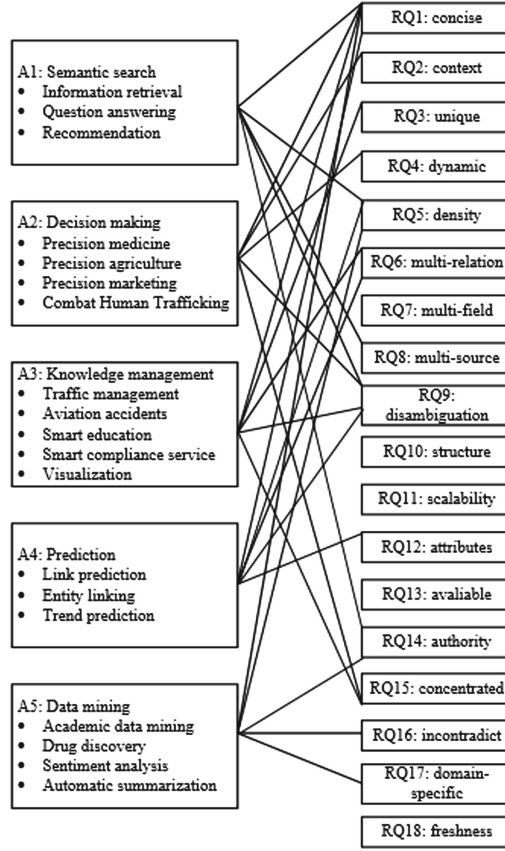 A1: Semantic search
• Information retrieval
• Question answering
• Recommendation
A2: Decision making
• Precision medicine
• Precision agriculture
• Precision marketing
• Combat Human Trafficking
A3: Knowledge management
• Traffic management
• Aviation accidents
• Smart education
• Smart compliance service
• Visualization
A4: Prediction
• Link prediction
• Entity linking
• Trend prediction
A5: Data mining
• Academic data mining
• Drug discovery
• Sentiment analysis
• Automatic summarization
RQ1: concise
RQ2: context
RQ3: unique
RQ4: dynamic
RQ5: density
RQ6: multi-relation
RQ7: multi-field
RQ8: multi-source
RQ9:
disambiguation
RQ10: structure
RQ11: scalability
RQ12: attributes
RQ13: avaliable
RQ14: authority
RQ15: concentrated
RQ16: incontradict
RQ17: domain-
specific
RQ18: freshness